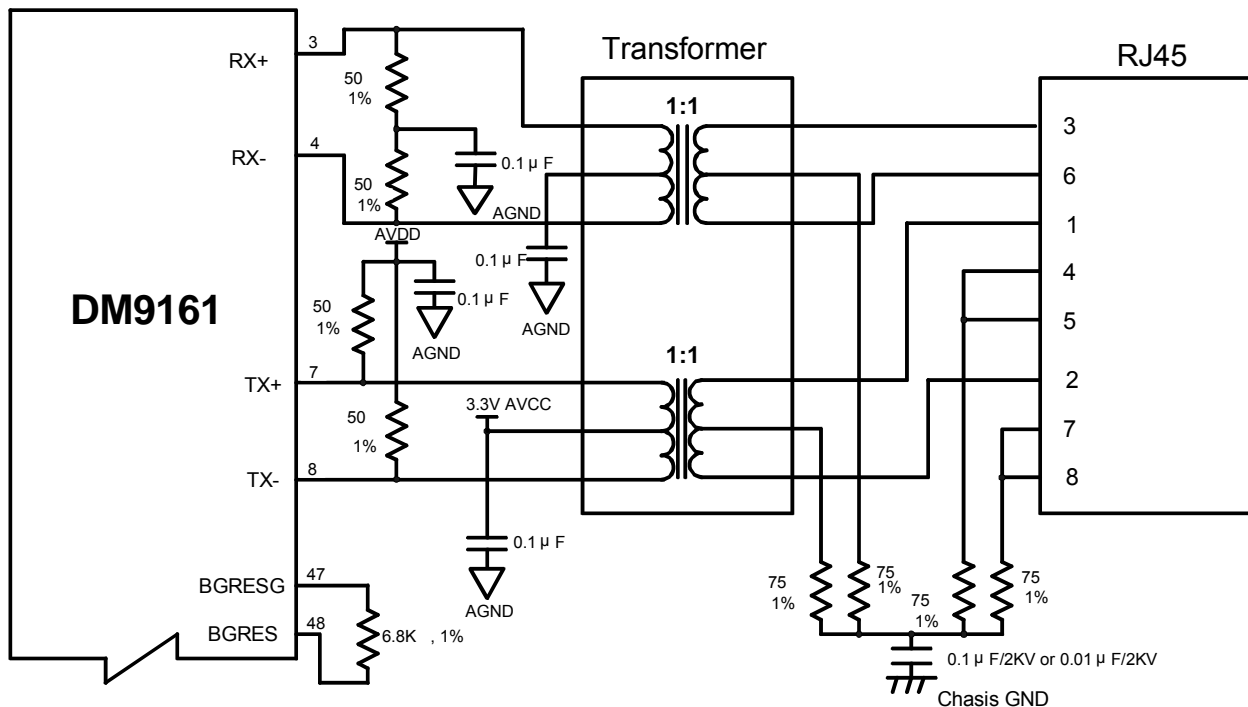 Transformer
RJ45
DM9161
RX+
3
50
1%
RX-
4
50
1%
0.1 µ F
AGND
AVDD
0.1 µ F
AGND
0.1 µ F
AGND
50
1%
TX+
7
50
1%
TX-
8
3.3V AVCC
0.1 µ F
AGND
BGRESG
47
BGRES
48
6.8K , 1%
1:1
1:1
3
6
1
4
5
2
7
8
75
1%
75
1%
75
1%
75
1%
0.1 µ F/2KV or 0.01 µ F/2KV
Chasis GND